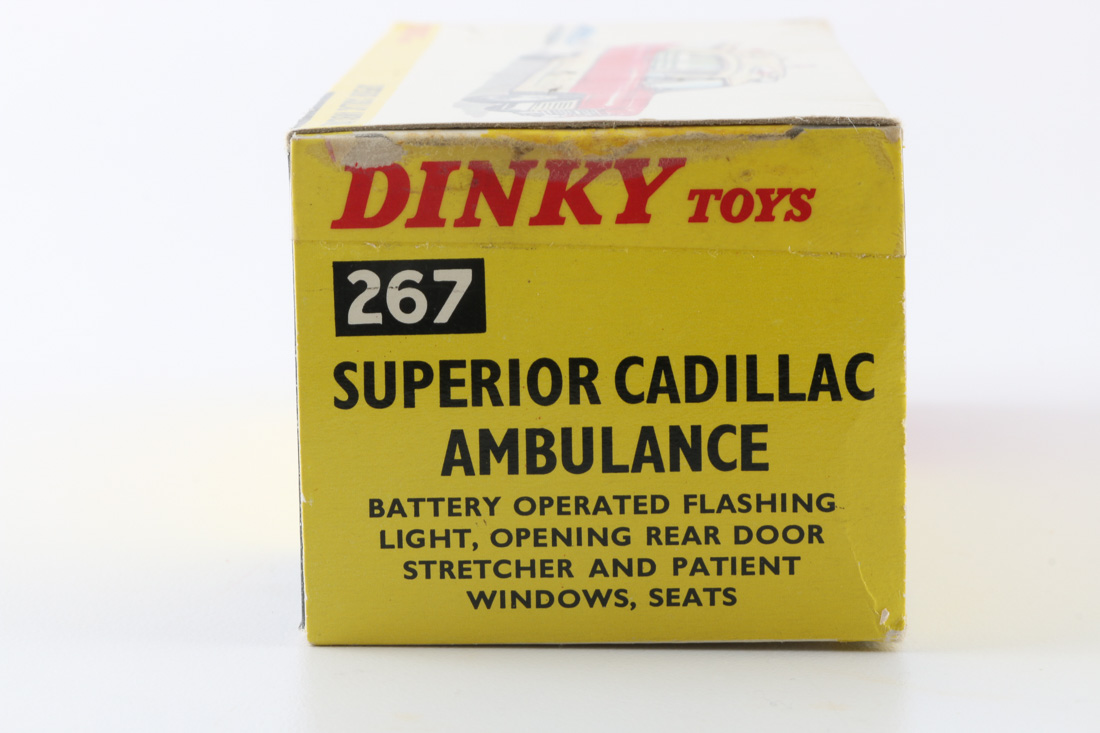 DINKY TOYS
267
SUPERIOR CADILLAC
AMBULANCE
BATTERY OPERATED FLASHING
LIGHT, OPENING REAR DOOR
STRETCHER AND PATIENT
WINDOWS, SEATS